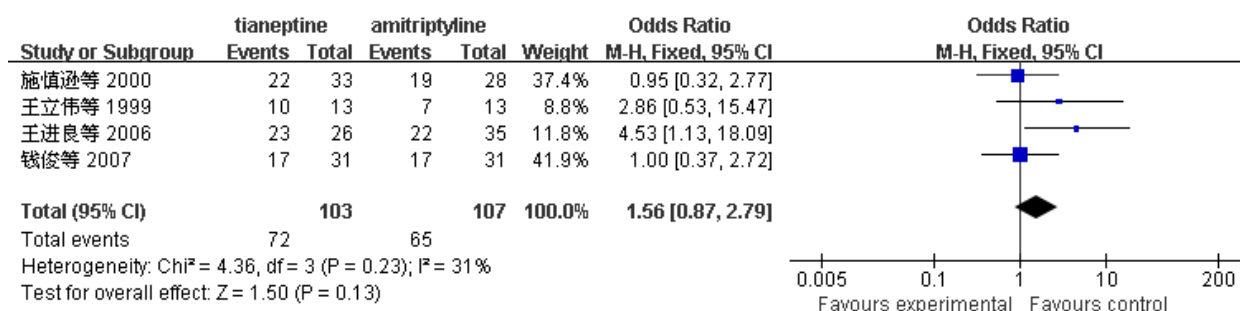 tianeptine amitriptyline Odds Ratio Odds Ratio
Study or Subgroup Events Total Events Total Weight M-H, Fixed, 95% CI M-H, Fixed, 95% CI
施慎逊等 2000 22 33 19 28 37.4% 0.95 [0.32, 2.77]
王立伟等 1999 10 13 7 13 8.8% 2.86 [0.53, 15.47]
王进良等 2006 23 26 22 35 11.8% 4.53 [1.13, 18.09]
钱俊等 2007 17 31 17 31 41.9% 1.00 [0.37, 2.72]
Total (95% CI) 103 107 100.0% 1.56 [0.87, 2.79]
Total events 72 65
Heterogeneity: Chi² = 4.36, df = 3 (P = 0.23); I² = 31%
Test for overall effect: Z = 1.50 (P = 0.13)
0.005 0.1 1 10 200
Favours experimental Favours control